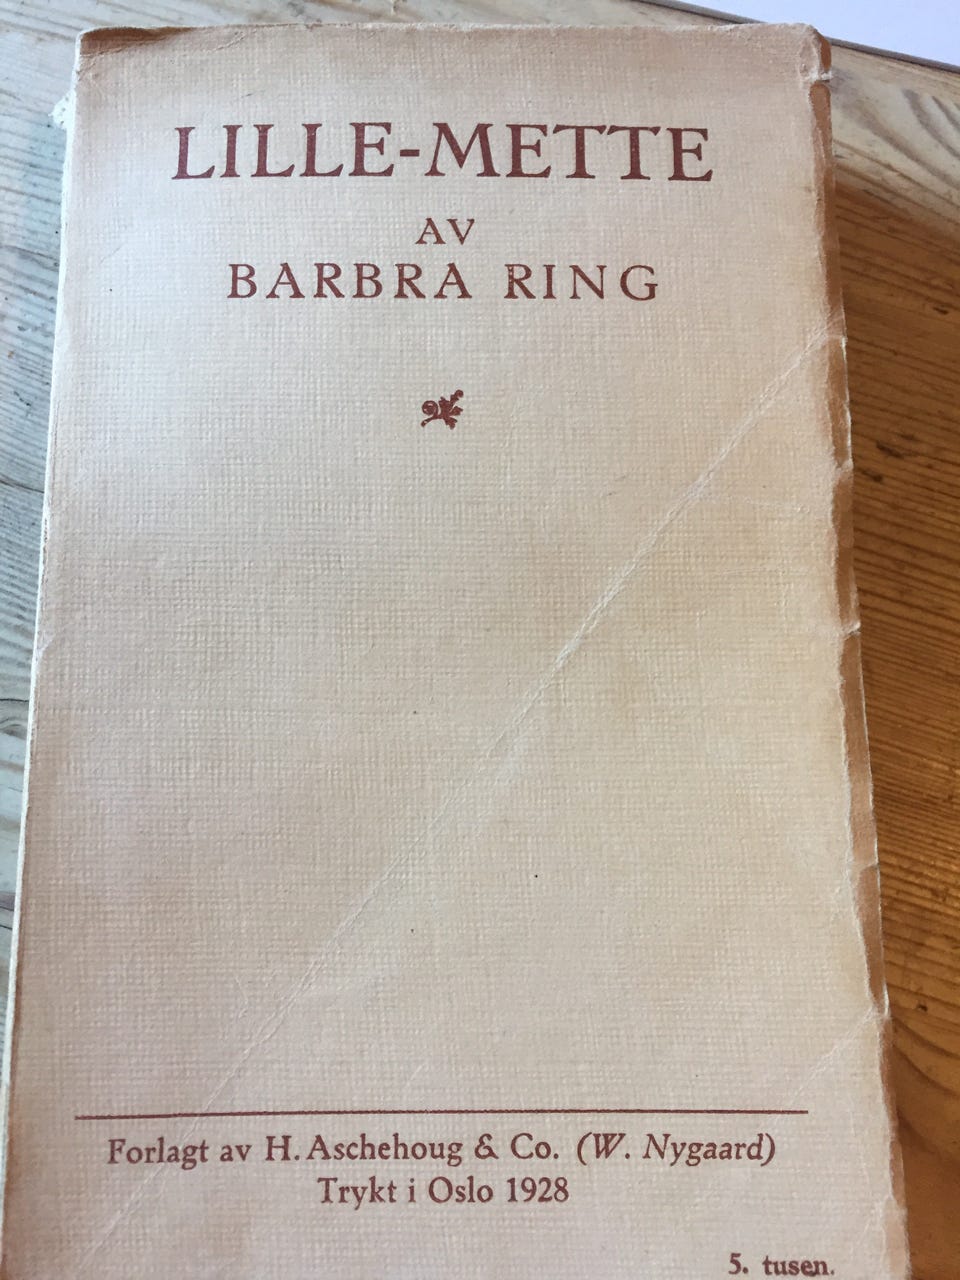 LILLE-METTE
AV
BARBRA RING
Forlagt av H. Aschehoug & Co. (W. Nygaard)
Trykt i Oslo 1928
5. tusen.